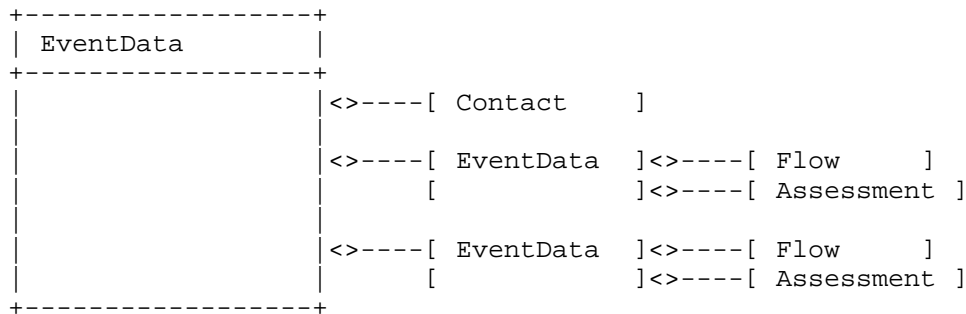 +------------------+
| EventData        |
+------------------+
|                  |<>----[ Contact    ]
|                  |
|                  |<>----[ EventData  ]<>----[ Flow       ]
|                  |      [            ]<>----[ Assessment ]
|                  |
|                  |<>----[ EventData  ]<>----[ Flow       ]
|                  |      [            ]<>----[ Assessment ]
+------------------+